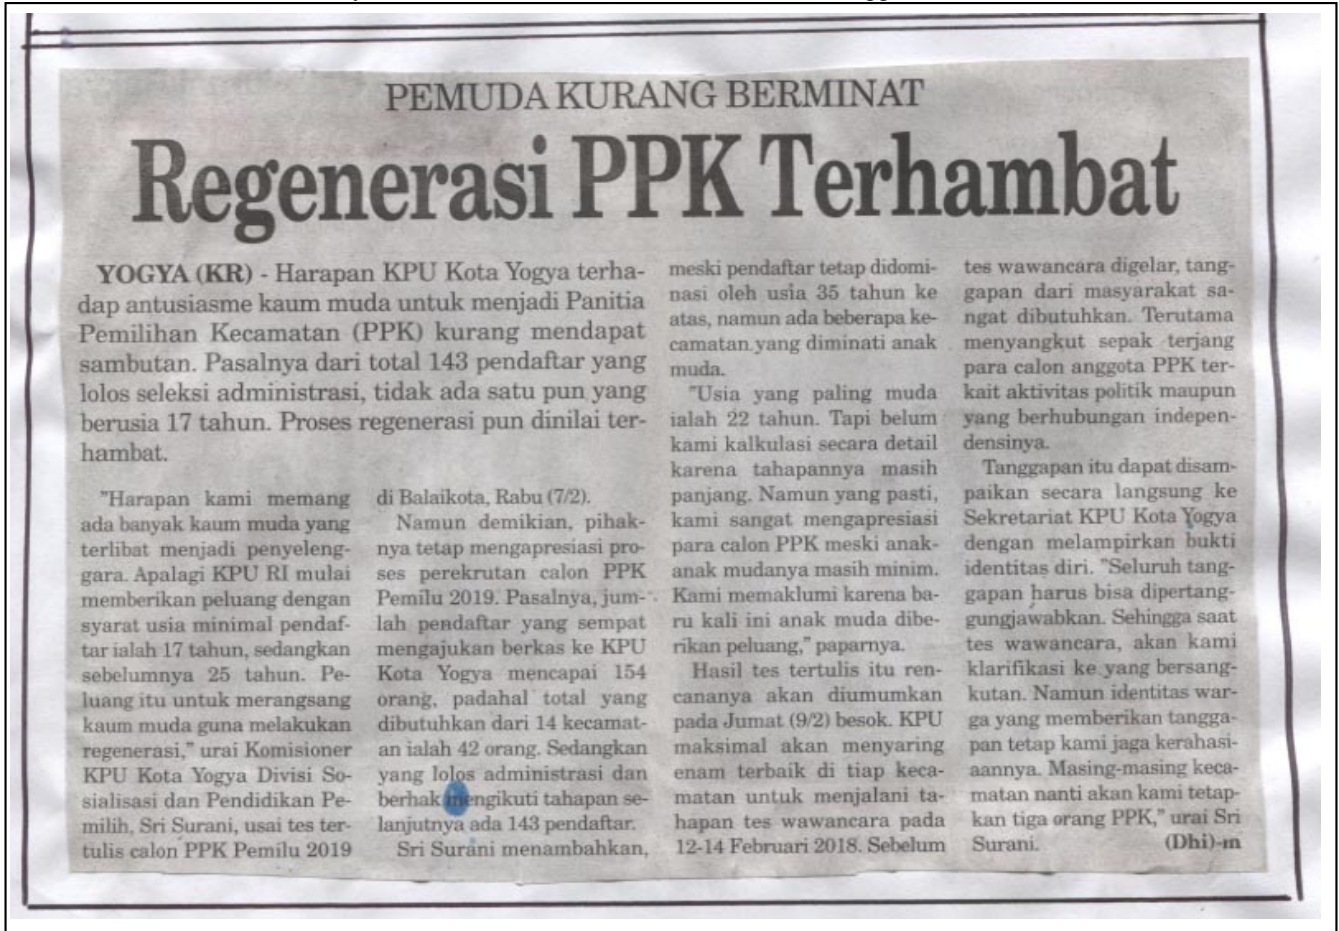 PEMUDA KURANG BERMINAT
Regenerasi PPK Terhambat
YOGYA (KR) - Harapan KPU Kota Yogya terha-
dap antusiasme kaum muda untuk menjadi Panitia
Pemilihan Kecamatan (PPK) kurang mendapat
sambutan. Pasalnya dari total 143 pendaftar yang
lolos seleksi administrasi, tidak ada satu pun yang
berusia 17 tahun. Proses regenerasi pun dinilai ter-
hambat.
"Harapan kami memang
ada banyak kaum muda yang
terlibat menjadi penyeleng-
gara. Apalagi KPU RI mulai
memberikan peluang dengan
syarat usia minimal pendaf-
tar ialah 17 tahun, sedangkan
sebelumnya 25 tahun. Pe-
luang itu untuk merangsang
kaum muda guna melakukan
regenerasi," urai Komisioner
KPU Kota Yogya Divisi So-
sialisasi dan Pendidikan Pe-
milih, Sri Surani, usai tes ter-
tulis calon PPK Pemilu 2019
di Balaikota, Rabu (7/2).
Namun demikian, pihak-
nya tetap mengapresiasi pro-
ses perekrutan calon PPK
Pemilu 2019. Pasalnya, jum-
lah pendaftar yang sempat
mengajukan berkas ke KPU
Kota Yogya mencapai 154
orang, padahal total yang
dibutuhkan dari 14 kecamat-
an ialah 42 orang. Sedangkan
yang lolos administrasi dan
berhak mengikuti tahapan se-
lanjutnya ada 143 pendaftar.
Sri Surani menambahkan,
meski pendaftar tetap didomi-
nasi oleh usia 35 tahun ke
atas, namun ada beberapa ke-
camatan yang diminati anak
muda.
"Usia yang paling muda
ialah 22 tahun. Tapi belum
kami kalkulasi secara detail
karena tahapannya masih
panjang. Namun yang pasti,
kami sangat mengapresiasi
para calon PPK meski anak-
anak mudanya masih minim.
Kami memaklumi karena ba-
ru kali ini anak muda dibe-
rikan peluang," paparnya.
Hasil tes tertulis itu ren-
cananya akan diumumkan
pada Jumat (9/2) besok. KPU
maksimal akan menyaring
enam terbaik di tiap keca-
matan untuk menjalani ta-
hapan tes wawancara pada
12-14 Februari 2018. Sebelum
tes wawancara digelar, tang-
gapan dari masyarakat sa-
ngat dibutuhkan. Terutama
menyangkut sepak terjang
para calon anggota PPK ter-
kait aktivitas politik maupun
yang berhubungan indepen-
densinya.
Tanggapan itu dapat disam-
paikan secara langsung ke
Sekretariat KPU Kota Yogya
dengan melampirkan bukti
identitas diri. "Seluruh tang-
gapan harus bisa dipertang-
gungjawabkan. Sehingga saat
tes wawancara, akan kami
klarifikasi ke yang bersang-
kutan. Namun identitas war-
ga yang memberikan tangga-
pan tetap kami jaga kerahasi-
aannya. Masing-masing keca-
matan nanti akan kami tetap-
kan tiga orang PPK," urai Sri
Surani. (Dhi)-m